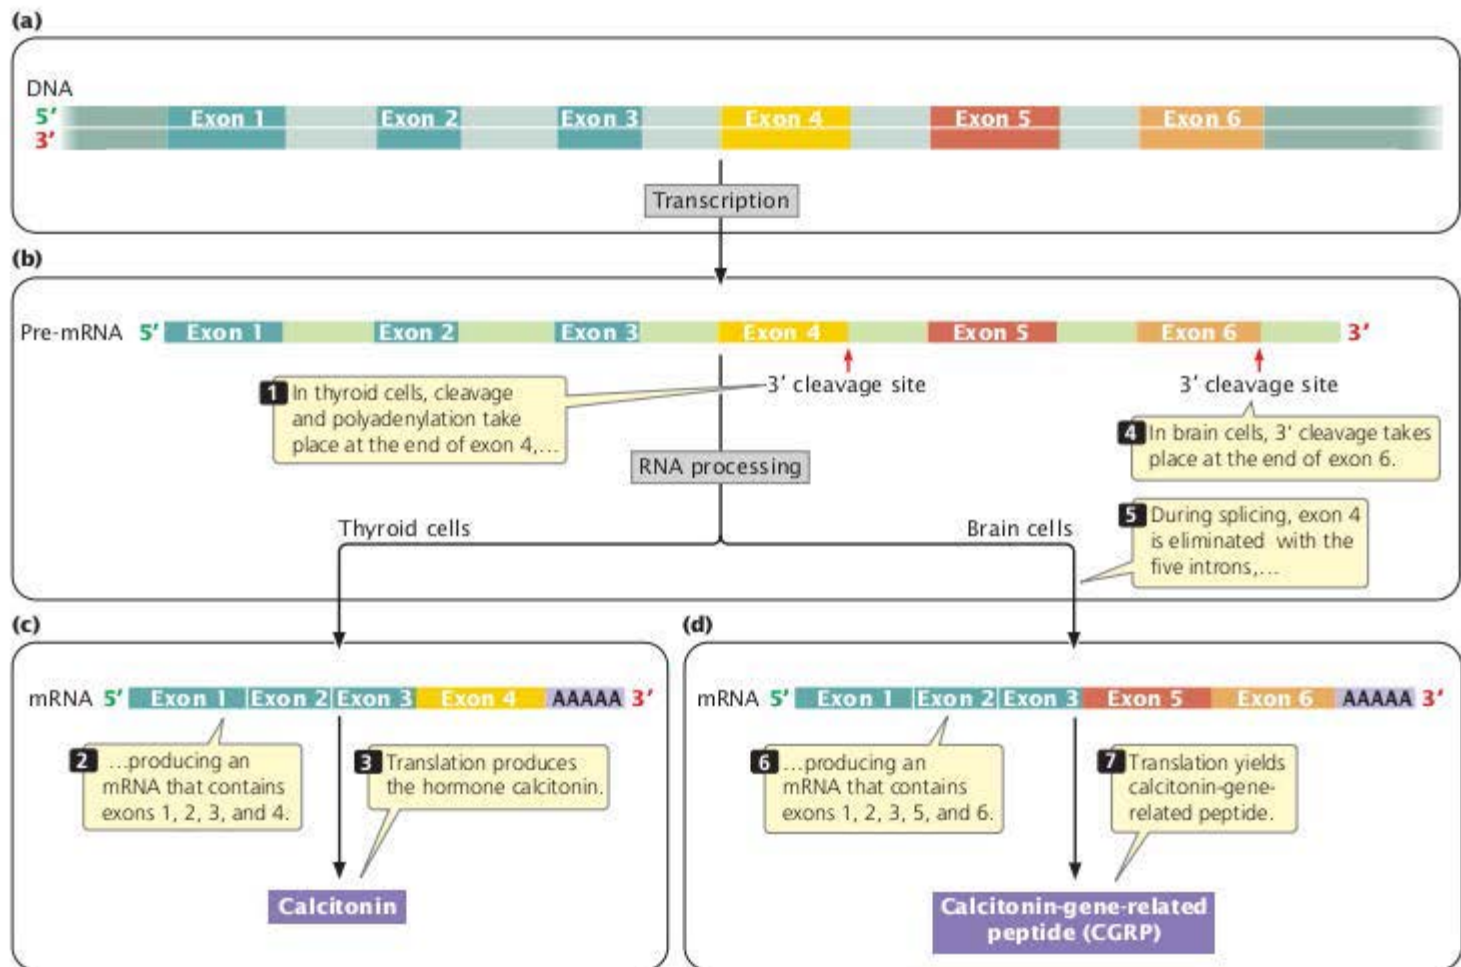 (a)
DNA
5′ Exon 1 Exon 2 Exon 3 Exon 4 Exon 5 Exon 6
3′
Transcription
(b)
Pre-mRNA 5′ Exon 1 Exon 2 Exon 3 Exon 4 Exon 5 Exon 6 3′
3′ cleavage site
3′ cleavage site
1 In thyroid cells, cleavage
and polyadenylation take
place at the end of exon 4,...
4 In brain cells, 3′ cleavage takes
place at the end of exon 6.
RNA processing
Thyroid cells
Brain cells
5 During splicing, exon 4
is eliminated with the
five introns,...
(c)
mRNA 5′ Exon 1 Exon 2 Exon 3 Exon 4 AAAAA 3′
2 ...producing an
mRNA that contains
exons 1, 2, 3, and 4.
3 Translation produces
the hormone calcitonin.
Calcitonin
(d)
mRNA 5′ Exon 1 Exon 2 Exon 3 Exon 5 Exon 6 AAAAA 3′
6 ...producing an
mRNA that contains
exons 1, 2, 3, 5, and 6.
7 Translation yields
calcitonin-gene-
related peptide.
Calcitonin-gene-related
peptide (CGRP)